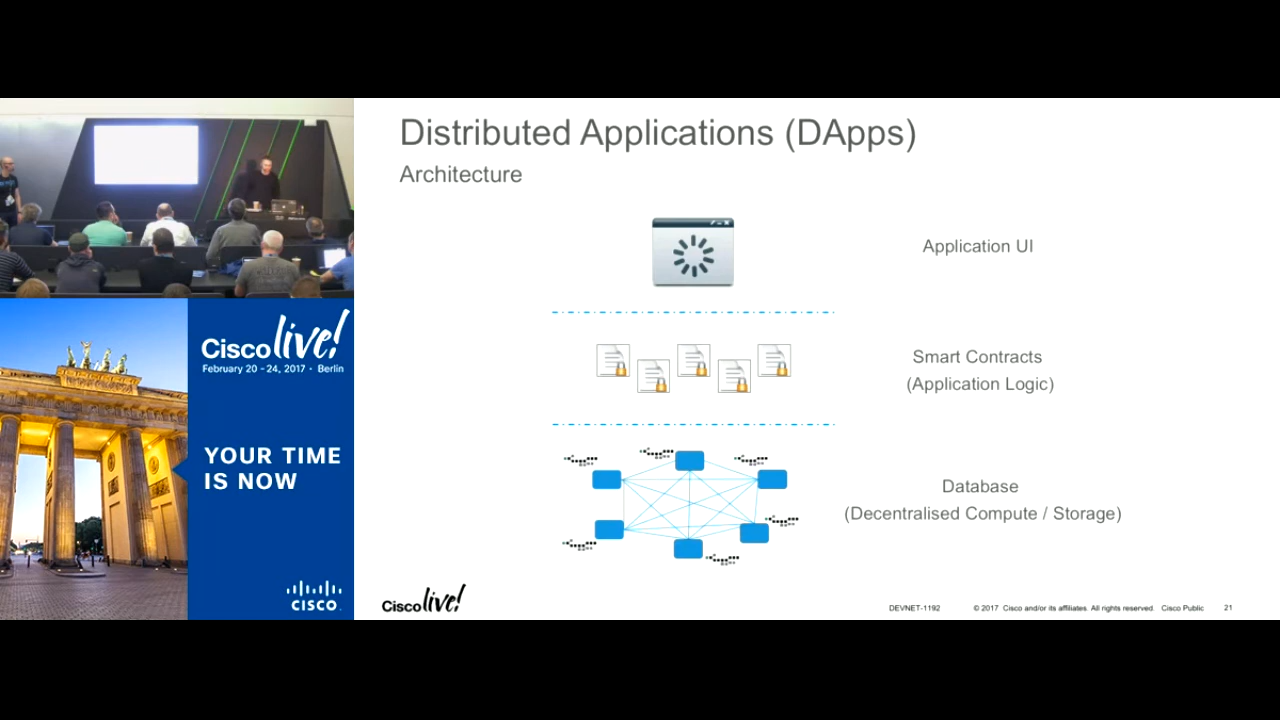 Distributed Applications (DApps)
Architecture
Application UI
Smart Contracts
(Application Logic)
Database
(Decentralised Compute / Storage)
Cisco live!
February 20 - 24, 2017 • Berlin
YOUR TIME
IS NOW
CISCO.
Cisco live!
DEVNET-1192 © 2017 Cisco and/or its affiliates. All rights reserved. Cisco Public 21